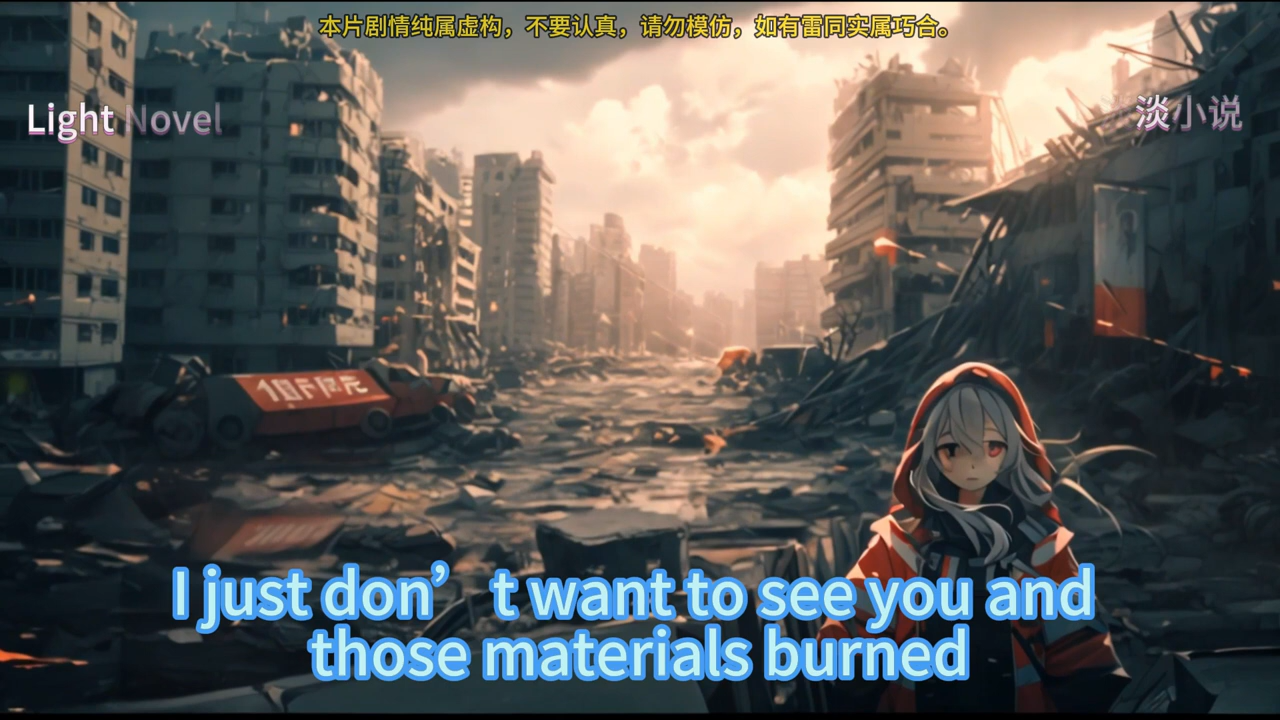 本片剧情纯属虚构，不要认真，请勿模仿，如有雷同实属巧合。
Light Novel
淡小说
I just don’ t want to see you and
those materials burned